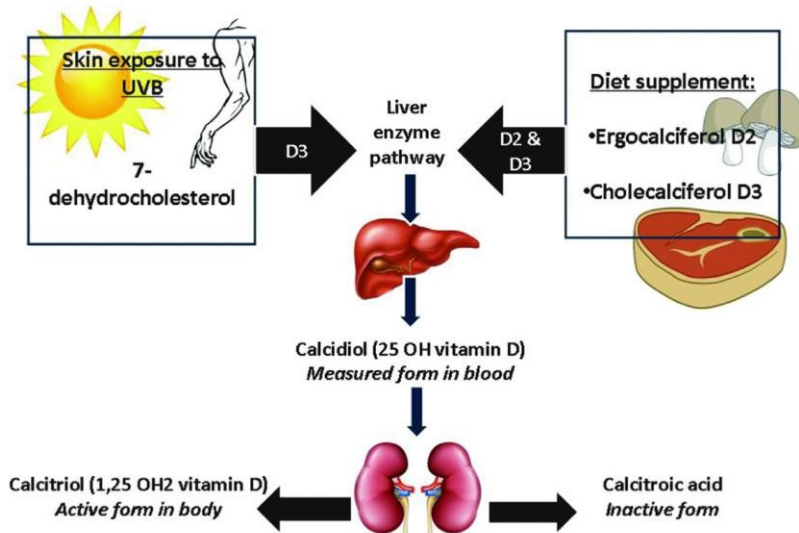 Skin exposure to
UVB
7-
dehydrocholesterol
D3
Liver
enzyme
pathway
D2 &
D3
Diet supplement:
•Ergocalciferol D2
•Cholecalciferol D3
Calcidiol (25 OH vitamin D)
Measured form in blood
Calcitriol (1,25 OH2 vitamin D)
Active form in body
Calcitroic acid
Inactive form